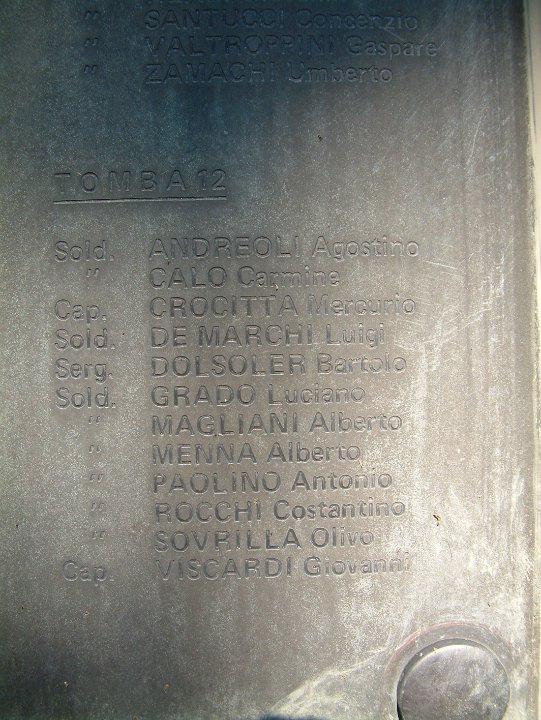 " SANTUCCI Concenzio
" VALTROPPINI Gaspare
" ZAMACHI Umberto
TOMBA 12
Sold. ANDREOLI Agostino
" CALO Carmine
Cap. CROCITTA Mercurio
Sold. DE MARCHI Luigi
Serg. DOLSOLER Bartolo
Sold. GRADO Luciano
" MAGLIANI Alberto
" MENNA Alberto
" PAOLINO Antonio
" ROCCHI Costantino
" SOVRILLA Olivo
Cap. VISCARDI Giovanni